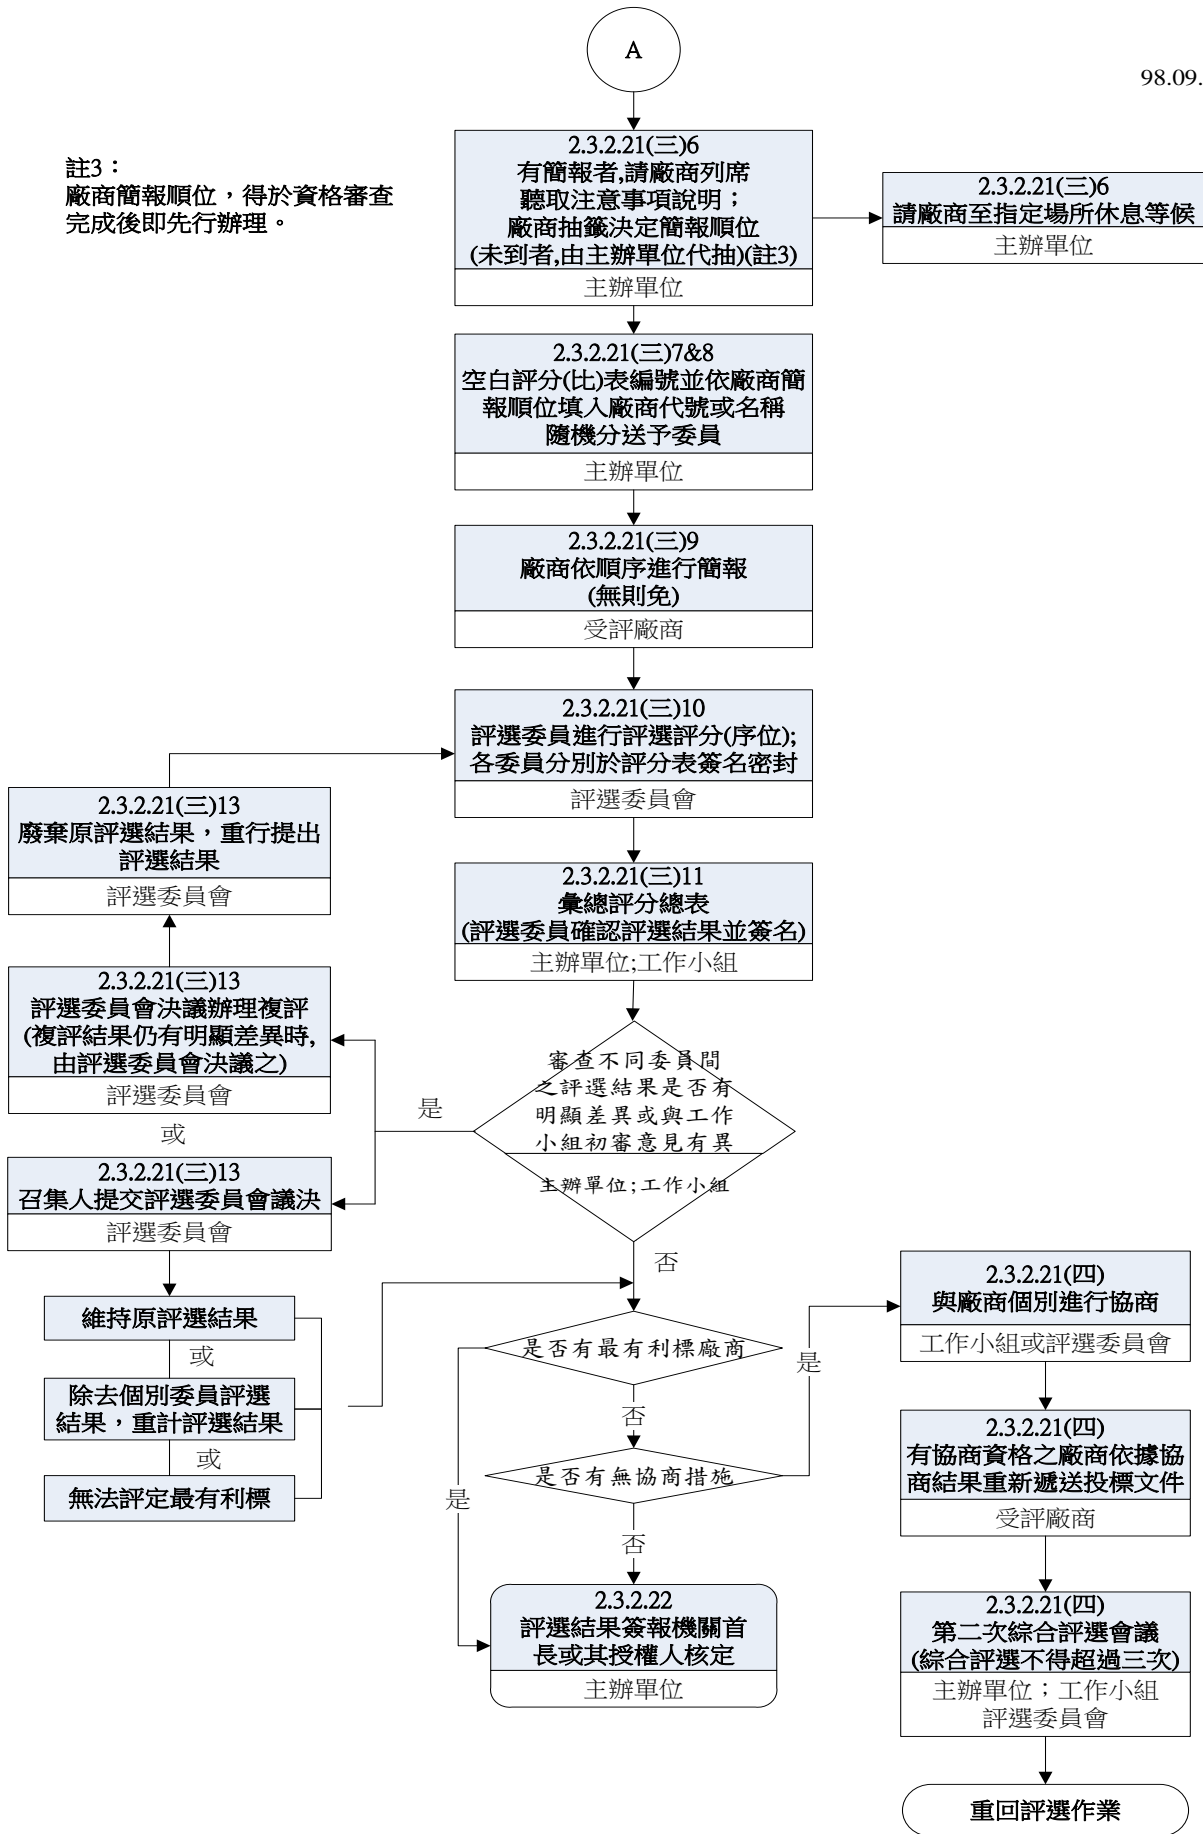 A
98.09.
註3：
廠商簡報順位，得於資格審查
完成後即先行辦理。
2.3.2.21(三)6
有簡報者,請廠商列席
聽取注意事項說明；
廠商抽籤決定簡報順位
(未到者,由主辦單位代抽)(註3)
主辦單位
2.3.2.21(三)6
請廠商至指定場所休息等候
主辦單位
2.3.2.21(三)7&8
空白評分(比)表編號並依廠商簡
報順位填入廠商代號或名稱
隨機分送予委員
主辦單位
2.3.2.21(三)9
廠商依順序進行簡報
(無則免)
受評廠商
2.3.2.21(三)10
評選委員進行評選評分(序位);
各委員分別於評分表簽名密封
評選委員會
2.3.2.21(三)13
廢棄原評選結果，重行提出
評選結果
評選委員會
2.3.2.21(三)11
彙總評分總表
(評選委員確認評選結果並簽名)
主辦單位;工作小組
2.3.2.21(三)13
評選委員會決議辦理複評
(複評結果仍有明顯差異時,
由評選委員會決議之)
評選委員會
或
是
審查不同委員間
之評選結果是否有
明顯差異或與工作
小組初審意見有異
主辦單位;工作小組
2.3.2.21(三)13
召集人提交評選委員會議決
評選委員會
否
維持原評選結果
或
除去個別委員評選
結果，重計評選結果
或
無法評定最有利標
是否有最有利標廠商
是
否
是否有無協商措施
是
否
2.3.2.22
評選結果簽報機關首
長或其授權人核定
主辦單位
2.3.2.21(四)
與廠商個別進行協商
工作小組或評選委員會
2.3.2.21(四)
有協商資格之廠商依據協
商結果重新遞送投標文件
受評廠商
2.3.2.21(四)
第二次綜合評選會議
(綜合評選不得超過三次)
主辦單位；工作小組
評選委員會
重回評選作業